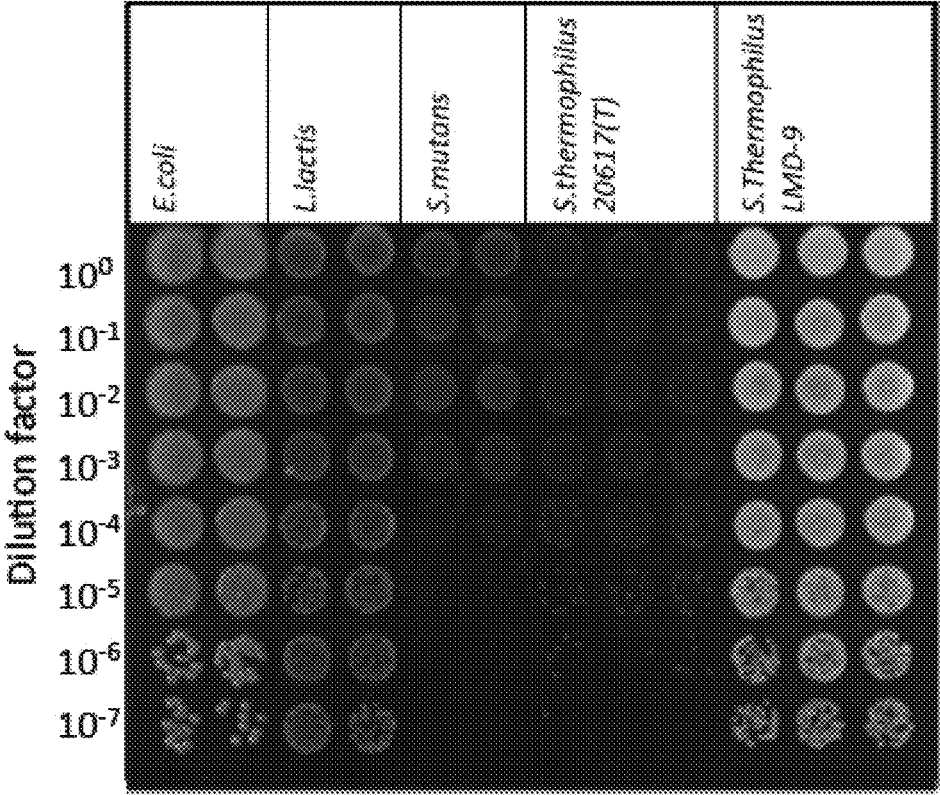 E.coli
L.lactis
S.mutans
S.thermophilus
20617(T)
S.Thermophilus
LMD-9
Dilution factor
10⁰
10⁻¹
10⁻²
10⁻³
10⁻⁴
10⁻⁵
10⁻⁶
10⁻⁷